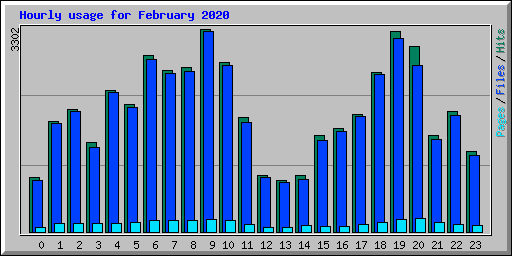 Hourly usage for February 2020
3302
Pages / Files / Hits
0 1 2 3 4 5 6 7 8 9 10 11 12 13 14 15 16 17 18 19 20 21 22 23